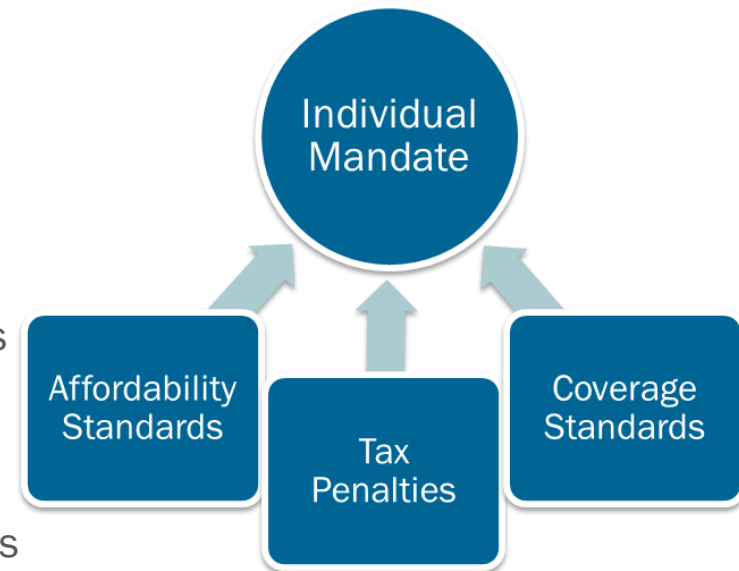 Individual
Mandate
s
Affordability
Standards
Tax
Penalties
Coverage
Standards
s